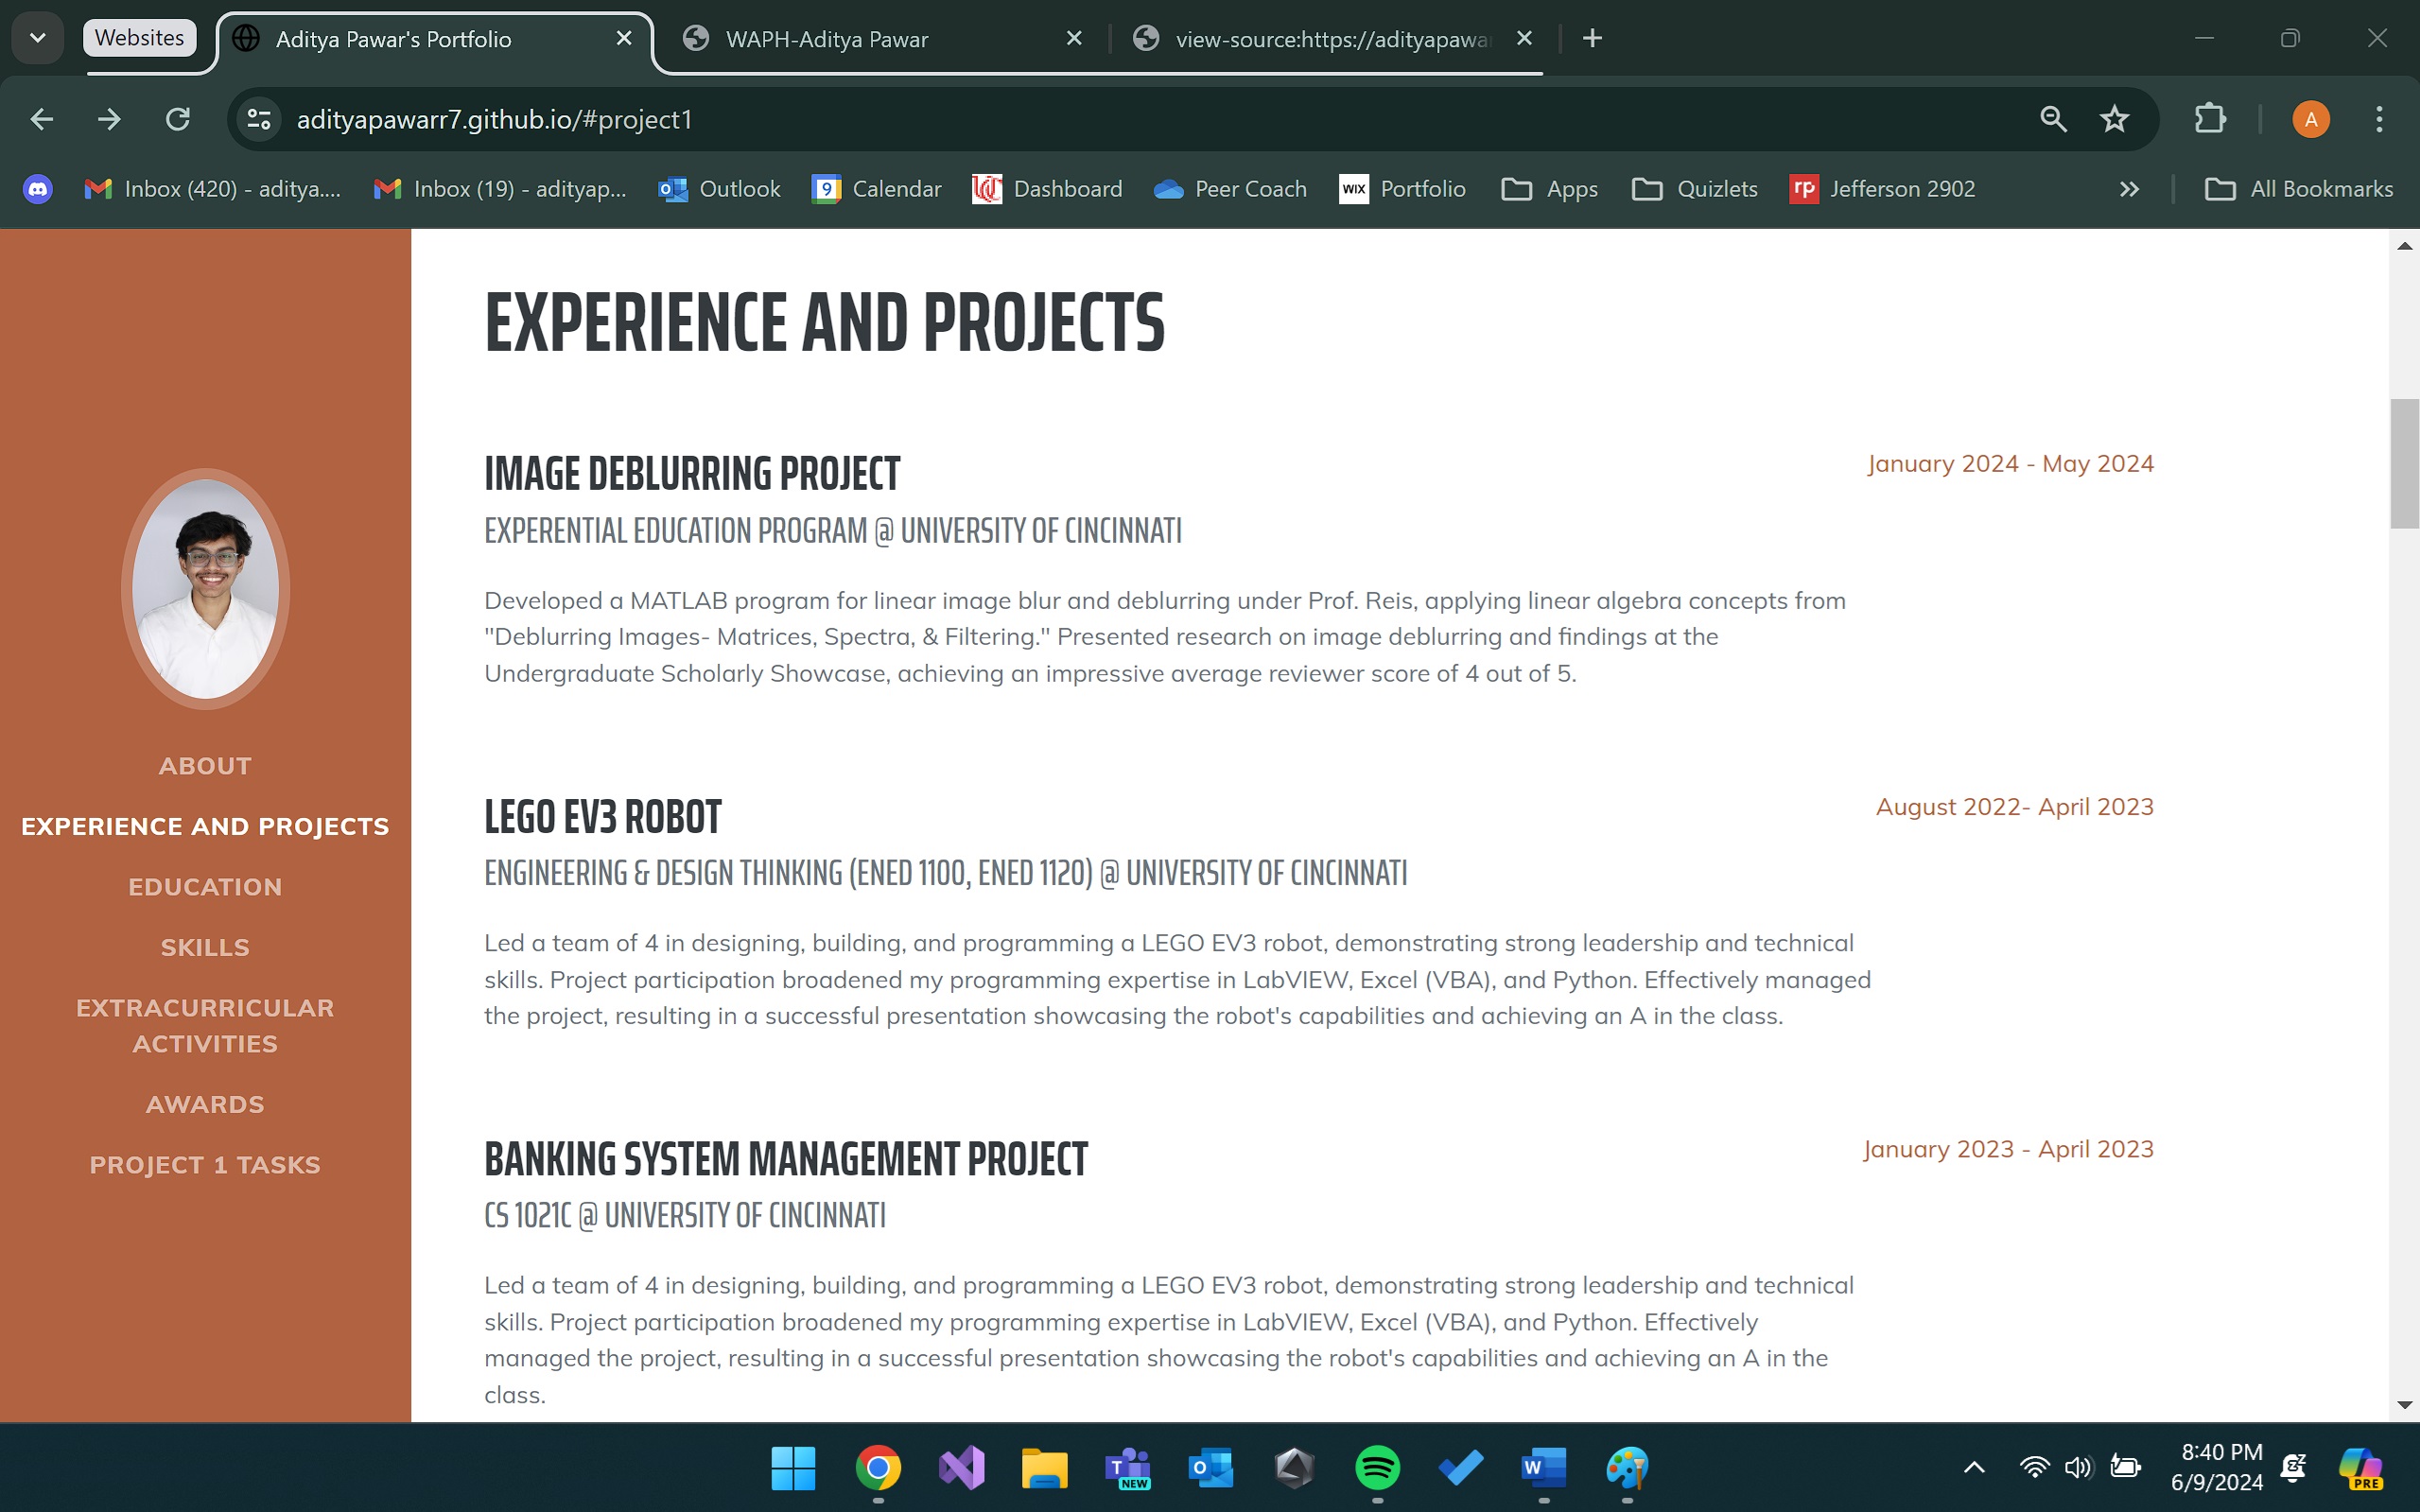 Websites
Aditya Pawar's Portfolio
WAPH-Aditya Pawar
view-source:https://adityapawa
adityapawarr7.github.io/#project1
A
Inbox (420) - aditya....
Inbox (19) - adityap...
Outlook
9
Calendar
Dashboard
Peer Coach
WIX
Portfolio
Apps
Quizlets
rp
Jefferson 2902
All Bookmarks
ABOUT
EXPERIENCE AND PROJECTS
EDUCATION
SKILLS
EXTRACURRICULAR
ACTIVITIES
AWARDS
PROJECT 1 TASKS
EXPERIENCE AND PROJECTS
IMAGE DEBLURRING PROJECT
January 2024 - May 2024
EXPERENTIAL EDUCATION PROGRAM @ UNIVERSITY OF CINCINNATI
Developed a MATLAB program for linear image blur and deblurring under Prof. Reis, applying linear algebra concepts from
"Deblurring Images- Matrices, Spectra, & Filtering." Presented research on image deblurring and findings at the
Undergraduate Scholarly Showcase, achieving an impressive average reviewer score of 4 out of 5.
LEGO EV3 ROBOT
August 2022- April 2023
ENGINEERING & DESIGN THINKING (ENED 1100, ENED 1120) @ UNIVERSITY OF CINCINNATI
Led a team of 4 in designing, building, and programming a LEGO EV3 robot, demonstrating strong leadership and technical
skills. Project participation broadened my programming expertise in LabVIEW, Excel (VBA), and Python. Effectively managed
the project, resulting in a successful presentation showcasing the robot's capabilities and achieving an A in the class.
BANKING SYSTEM MANAGEMENT PROJECT
January 2023 - April 2023
CS 1021C @ UNIVERSITY OF CINCINNATI
Led a team of 4 in designing, building, and programming a LEGO EV3 robot, demonstrating strong leadership and technical
skills. Project participation broadened my programming expertise in LabVIEW, Excel (VBA), and Python. Effectively
managed the project, resulting in a successful presentation showcasing the robot's capabilities and achieving an A in the
class.
NEW
8:40 PM
6/9/2024
PRE